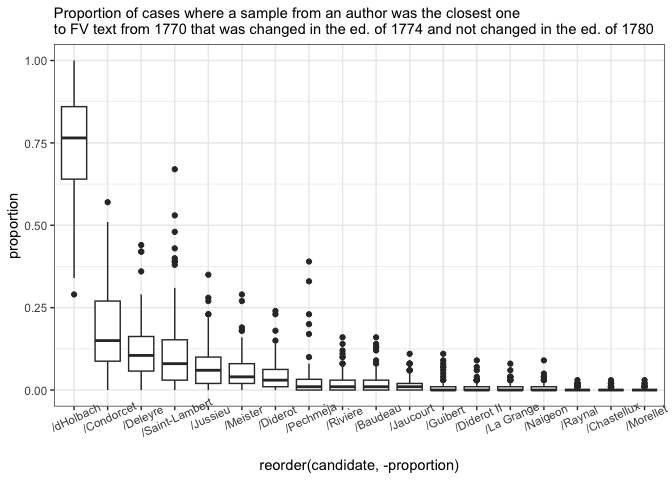 Proportion of cases where a sample from an author was the closest one
to FV text from 1770 that was changed in the ed. of 1774 and not changed in the ed. of 1780
1.00
0.75
0.50
0.25
0.00
proportion
/dHolbach
/Condorcet
/Deleyre
/Saint-Lambert
/Jussieu
/Meister
/Diderot
/Pechmeja
/Riviere
/Baudeau
/Jaucourt
/Guibert
/Diderot II
/La Grange
/Naigeon
/Raynal
/Chastellux
/Morellet
reorder(candidate, -proportion)